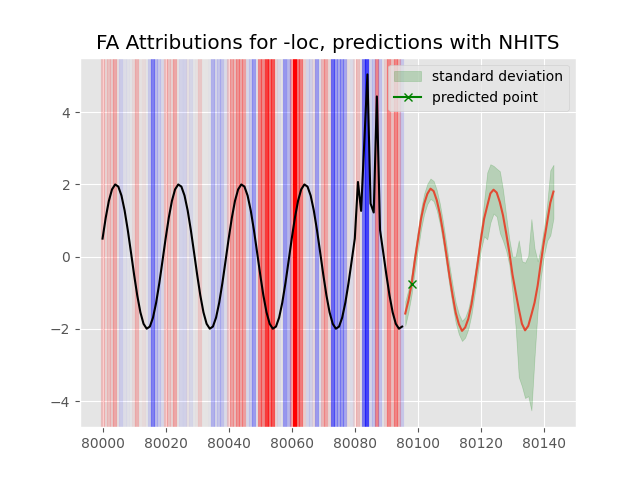 FA Attributions for -loc, predictions with NHITS
standard deviation
predicted point
4
2
0
−2
−4
80000 80020 80040 80060 80080 80100 80120 80140